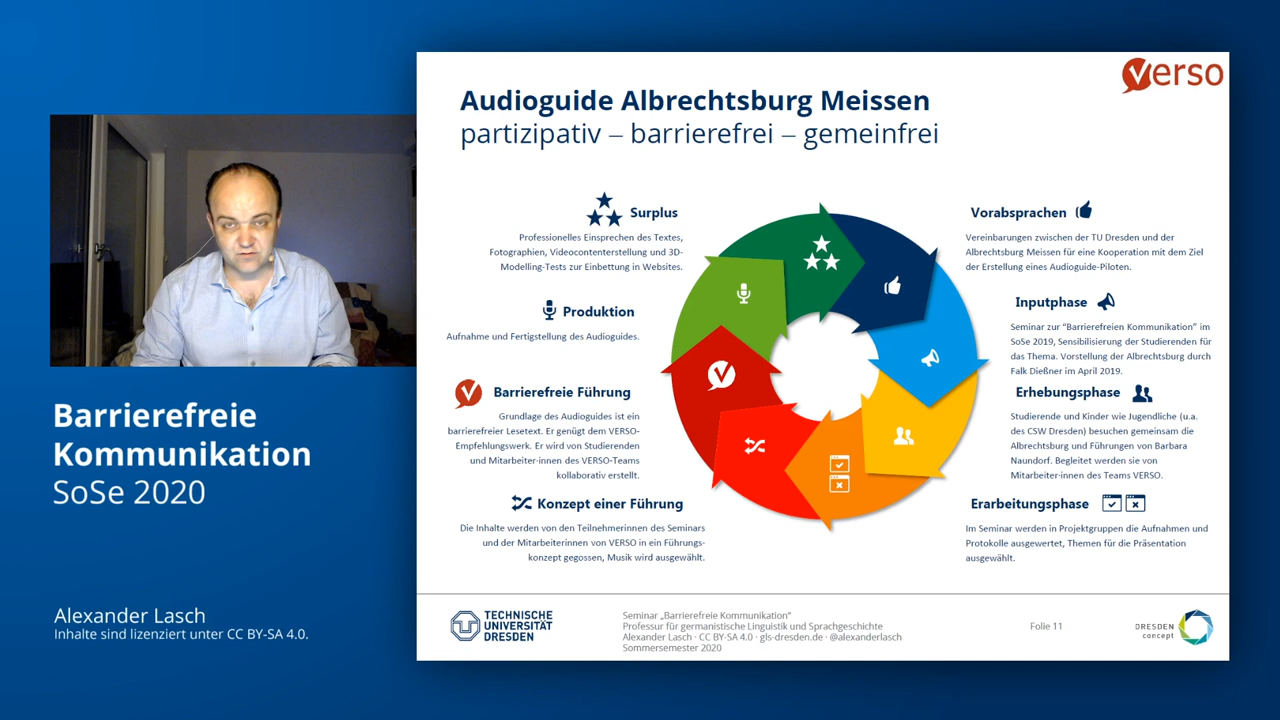 verso
Audioguide Albrechtsburg Meissen
partizipativ – barrierefrei – gemeinfrei
Surplus
Professionelles Einsprechen des Textes,
Fotographien, Videocontenterstellung und 3D-
Modelling-Tests zur Einbettung in Websites.
Produktion
Aufnahme und Fertigstellung des Audioguides.
Barrierefreie Führung
Grundlage des Audioguides ist ein
barrierefreier Lesetext. Er genügt dem VERSO-
Empfehlungswerk. Er wird von Studierenden
und Mitarbeiter·innen des VERSO-Teams
kollaborativ erstellt.
Konzept einer Führung
Die Inhalte werden von den Teilnehmerinnen des Seminars
und der Mitarbeiterinnen von VERSO in ein Führungs-
konzept gegossen, Musik wird ausgewählt.
Vorabsprachen
Vereinbarungen zwischen der TU Dresden und der
Albrechtsburg Meissen für eine Kooperation mit dem Ziel
der Erstellung eines Audioguide-Piloten.
Inputphase
Seminar zur “Barrierefreien Kommunikation” im
SoSe 2019, Sensibilisierung der Studierenden für
das Thema. Vorstellung der Albrechtsburg durch
Falk Dießner im April 2019.
Erhebungsphase
Studierende und Kinder wie Jugendliche (u.a.
des CSW Dresden) besuchen gemeinsam die
Albrechtsburg und Führungen von Barbara
Naundorf. Begleitet werden sie von
Mitarbeiter·innen des Teams VERSO.
Erarbeitungsphase
Im Seminar werden in Projektgruppen die Aufnahmen und
Protokolle ausgewertet, Themen für die Präsentation
ausgewählt.
Barrierefreie
Kommunikation
SoSe 2020
Alexander Lasch
Inhalte sind lizenziert unter CC BY-SA 4.0.
TECHNISCHE
UNIVERSITÄT
DRESDEN
Seminar „Barrierefreie Kommunikation“
Professur für germanistische Linguistik und Sprachgeschichte
Alexander Lasch · CC BY-SA 4.0 · gls-dresden.de · @alexanderlasch
Sommersemester 2020
Folie 11
DRESDEN
concept